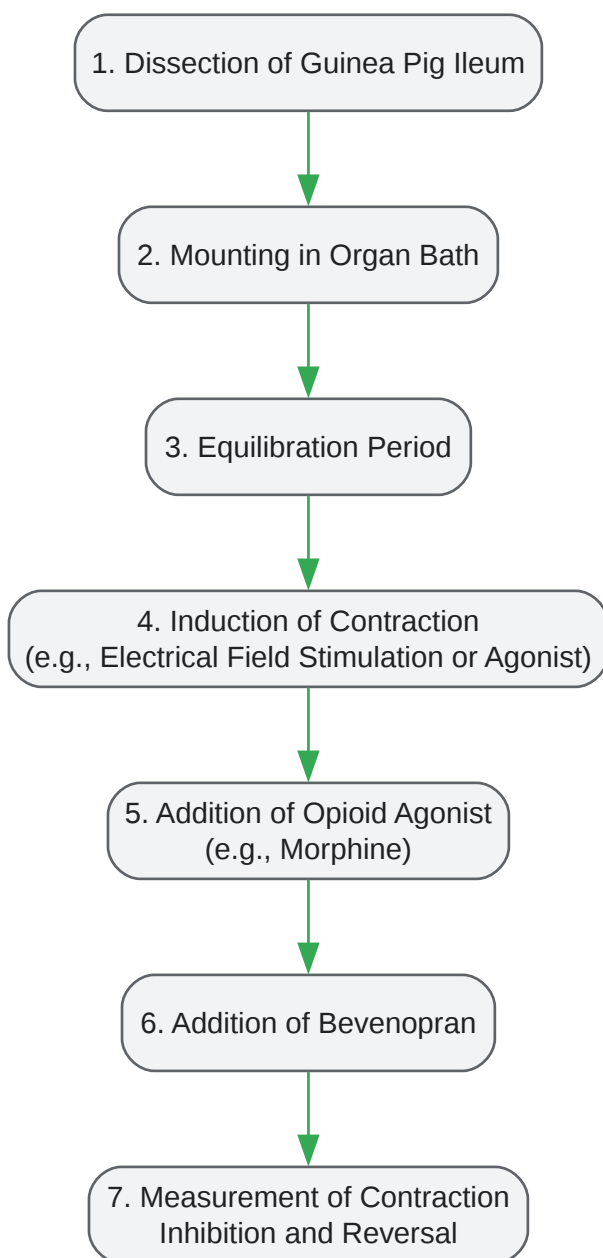 1. Dissection of Guinea Pig Ileum
2. Mounting in Organ Bath
3. Equilibration Period
4. Induction of Contraction
(e.g., Electrical Field Stimulation or Agonist)
5. Addition of Opioid Agonist
(e.g., Morphine)
6. Addition of Bevenopran
7. Measurement of Contraction
Inhibition and Reversal